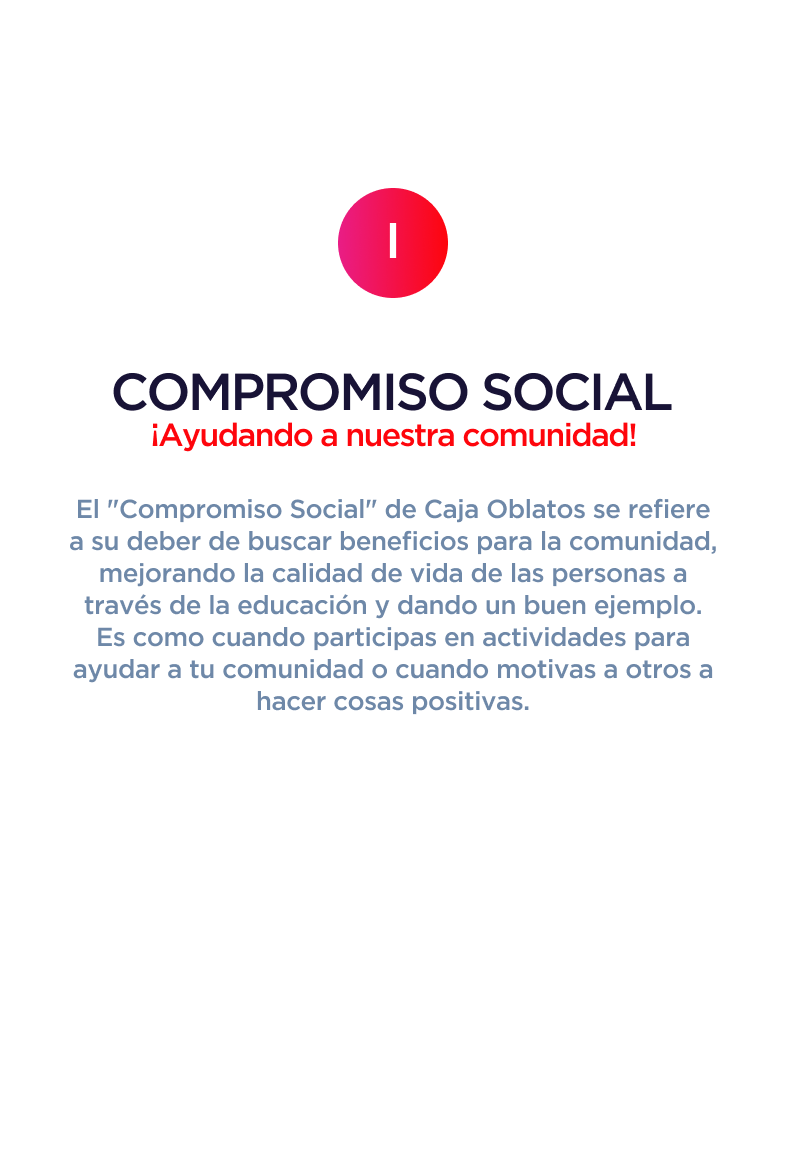 I
COMPROMISO SOCIAL
¡Ayudando a nuestra comunidad!
El "Compromiso Social" de Caja Oblatos se refiere
a su deber de buscar beneficios para la comunidad,
mejorando la calidad de vida de las personas a
través de la educación y dando un buen ejemplo.
Es como cuando participas en actividades para
ayudar a tu comunidad o cuando motivas a otros a
hacer cosas positivas.